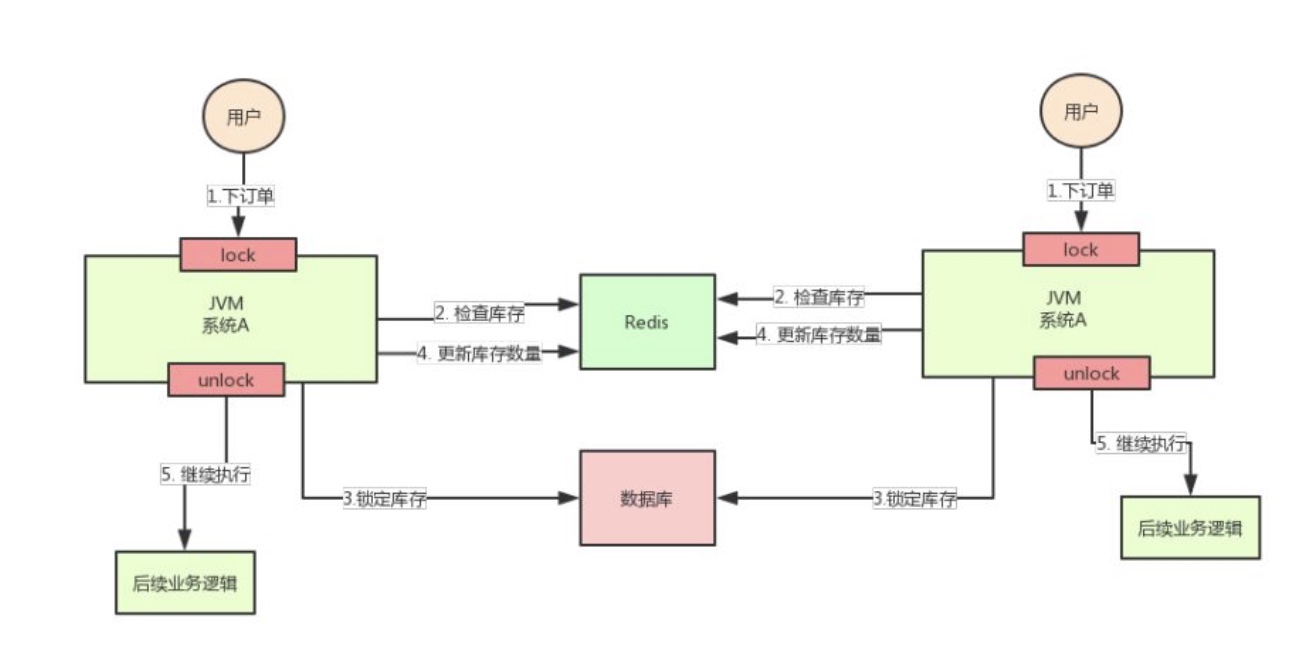 用户
用户
1.下订单
1.下订单
lock
lock
JVM
系统A
JVM
系统A
2. 检查库存
2. 检查库存
Redis
4. 更新库存数量
4. 更新库存数量
unlock
unlock
5. 继续执行
5. 继续执行
3.锁定库存
数据库
3.锁定库存
后续业务逻辑
后续业务逻辑